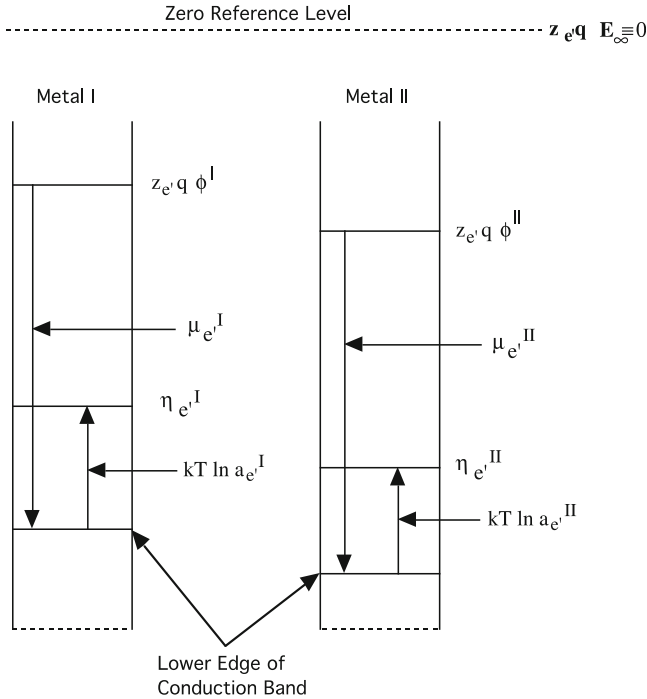 Zero Reference Level
z e' q E∞≡0
Metal I
Metal II
z e' q ϕ I
z e' q ϕ II
μ e' I
μ e' II
η e' I
η e' II
kT ln a e' I
kT ln a e' II
Lower Edge of
Conduction Band